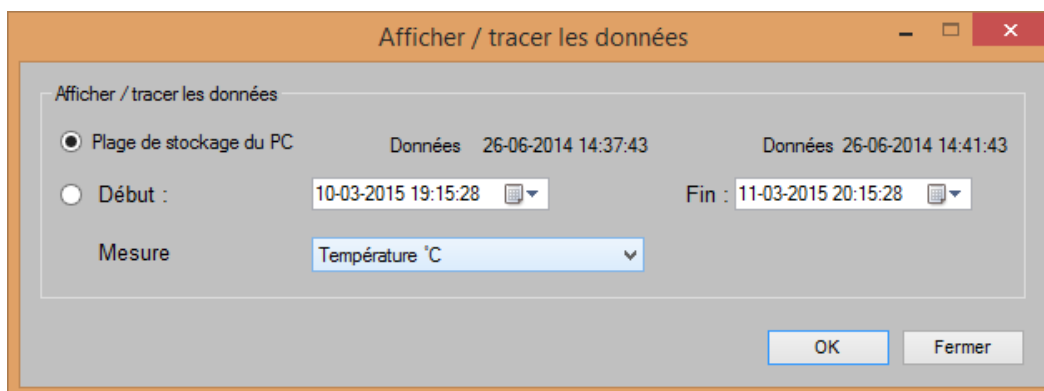 Afficher / tracer les données
Afficher / tracer les données
Plage de stockage du PC Données 26-06-2014 14:37:43 Données 26-06-2014 14:41:43
Début : 10-03-2015 19:15:28 Fin : 11-03-2015 20:15:28
Mesure Température °C
OK Fermer